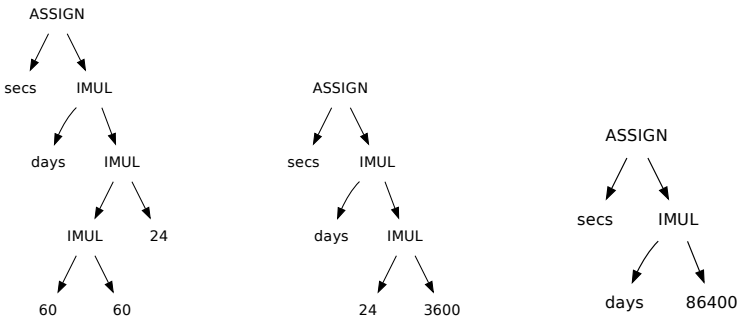 ASSIGN
secs IMUL
days IMUL
IMUL 24
60 60
ASSIGN
secs IMUL
days IMUL
24 3600
ASSIGN
secs IMUL
days 86400